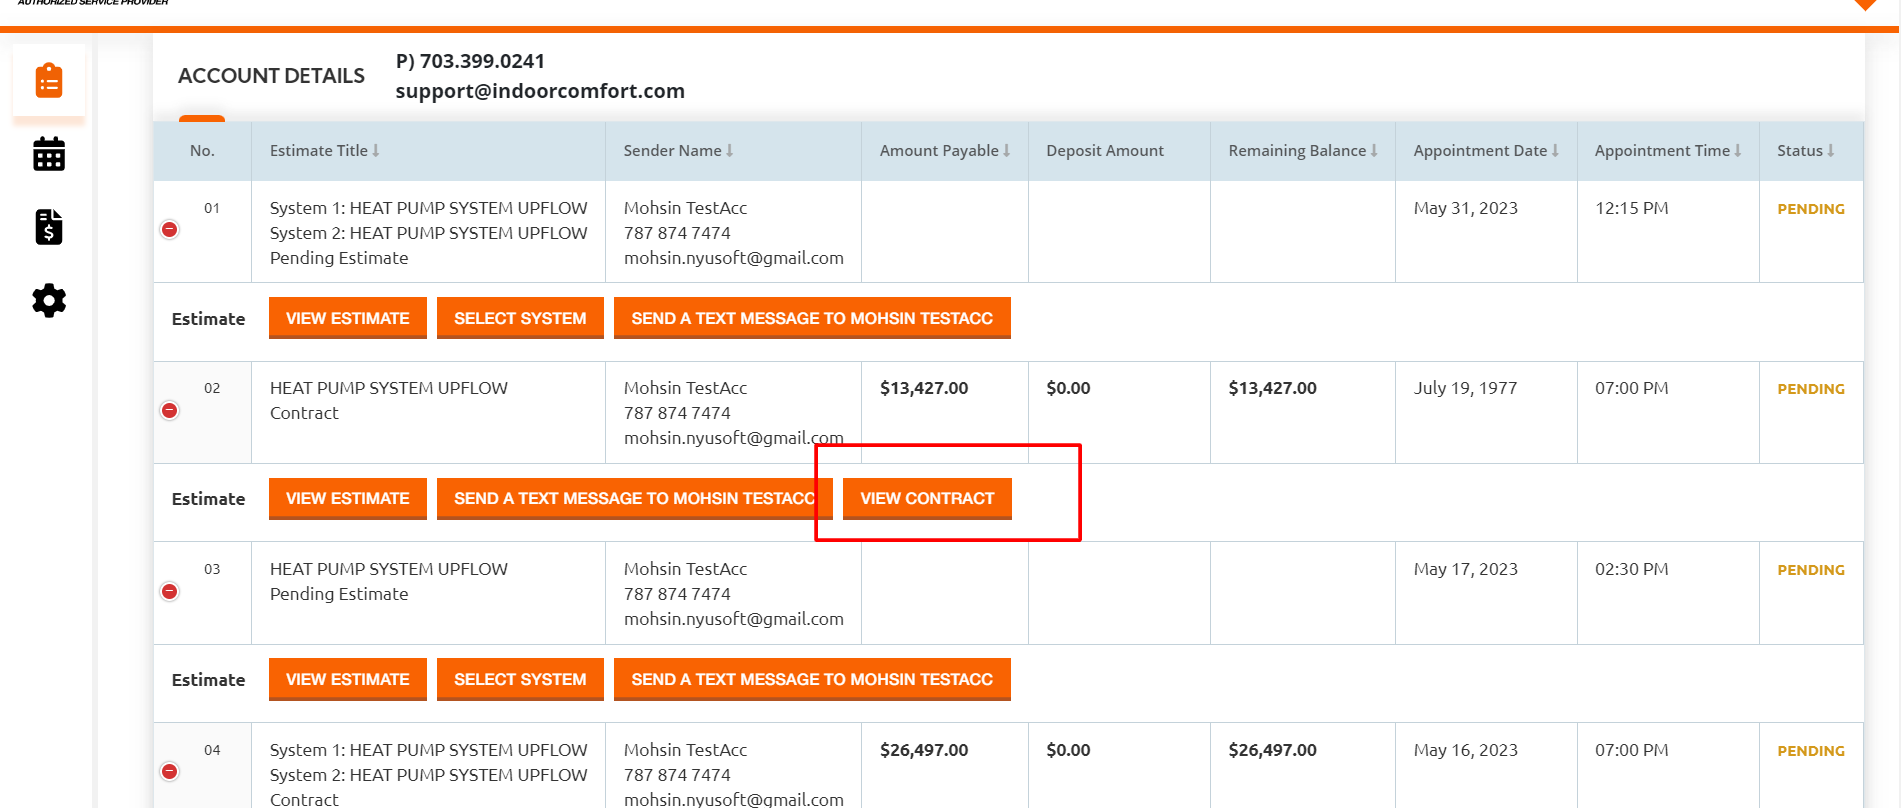 AUTHORIZED SERVICE PROVIDER
ACCOUNT DETAILS
P) 703.399.0241
support@indoorcomfort.com
No. Estimate Title Sender Name Amount Payable Deposit Amount Remaining Balance Appointment Date Appointment Time Status
01 System 1: HEAT PUMP SYSTEM UPFLOW Mohsin TestAcc May 31, 2023 12:15 PM PENDING
System 2: HEAT PUMP SYSTEM UPFLOW 787 874 7474
Pending Estimate mohsin.nyusoft@gmail.com
Estimate VIEW ESTIMATE SELECT SYSTEM SEND A TEXT MESSAGE TO MOHSIN TESTACC
02 HEAT PUMP SYSTEM UPFLOW Mohsin TestAcc $13,427.00 $0.00 $13,427.00 July 19, 1977 07:00 PM PENDING
Contract 787 874 7474
mohsin.nyusoft@gmail.com
Estimate VIEW ESTIMATE SEND A TEXT MESSAGE TO MOHSIN TESTACC VIEW CONTRACT
03 HEAT PUMP SYSTEM UPFLOW Mohsin TestAcc May 17, 2023 02:30 PM PENDING
Pending Estimate 787 874 7474
mohsin.nyusoft@gmail.com
Estimate VIEW ESTIMATE SELECT SYSTEM SEND A TEXT MESSAGE TO MOHSIN TESTACC
04 System 1: HEAT PUMP SYSTEM UPFLOW Mohsin TestAcc $26,497.00 $0.00 $26,497.00 May 16, 2023 07:00 PM PENDING
System 2: HEAT PUMP SYSTEM UPFLOW 787 874 7474
Contract mohsin.nyusoft@gmail.com